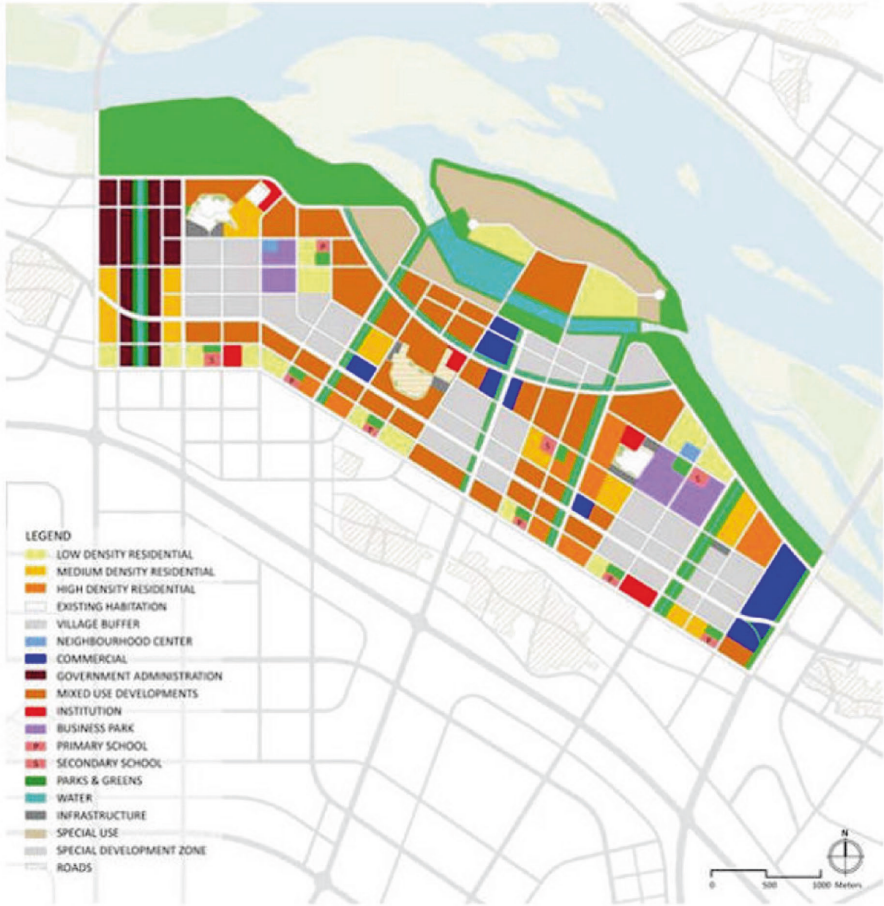 P
S
P
S
S
P
S
P
P
LEGEND
LOW DENSITY RESIDENTIAL
MEDIUM DENSITY RESIDENTIAL
HIGH DENSITY RESIDENTIAL
EXISTING HABITATION
VILLAGE BUFFER
NEIGHBOURHOOD CENTER
COMMERCIAL
GOVERNMENT ADMINISTRATION
MIXED USE DEVELOPMENTS
INSTITUTION
BUSINESS PARK
P PRIMARY SCHOOL
S SECONDARY SCHOOL
PARKS & GREENS
WATER
INFRASTRUCTURE
SPECIAL USE
SPECIAL DEVELOPMENT ZONE
ROADS
N
0 500 1000 Meters